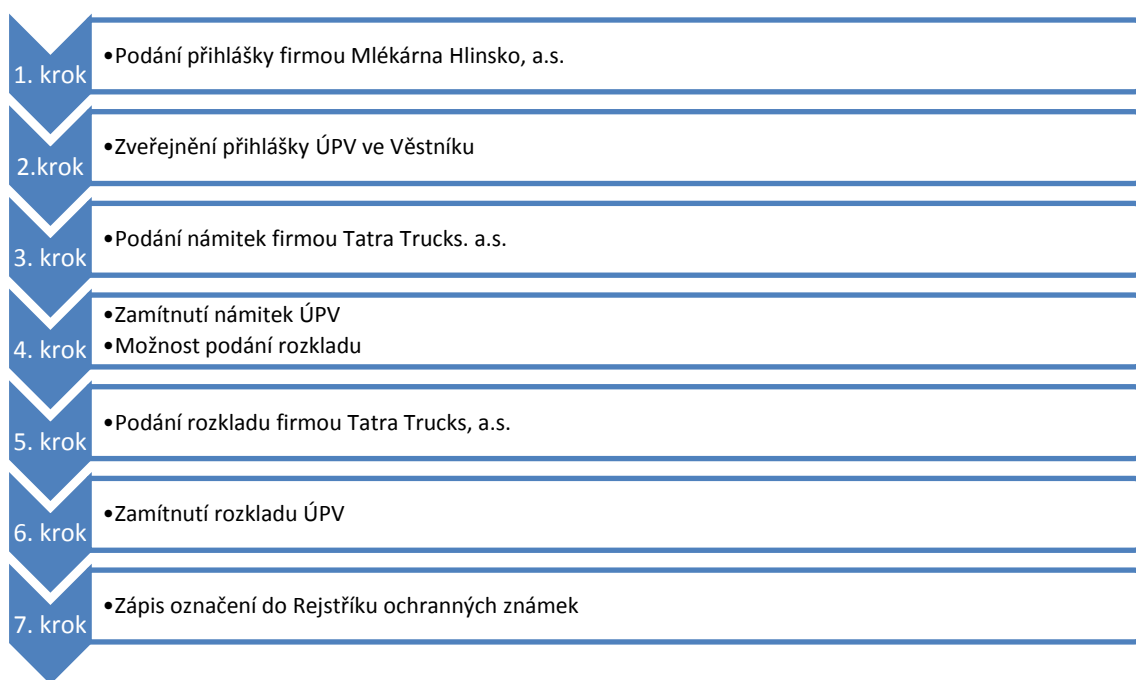 1. krok
•Podání přihlášky firmou Mlékárna Hlinsko, a.s.
2.krok
•Zveřejnění přihlášky ÚPV ve Věstníku
3. krok
•Podání námitek firmou Tatra Trucks. a.s.
4. krok
•Zamítnutí námitek ÚPV
•Možnost podání rozkladu
5. krok
•Podání rozkladu firmou Tatra Trucks, a.s.
6. krok
•Zamítnutí rozkladu ÚPV
7. krok
•Zápis označení do Rejstříku ochranných známek